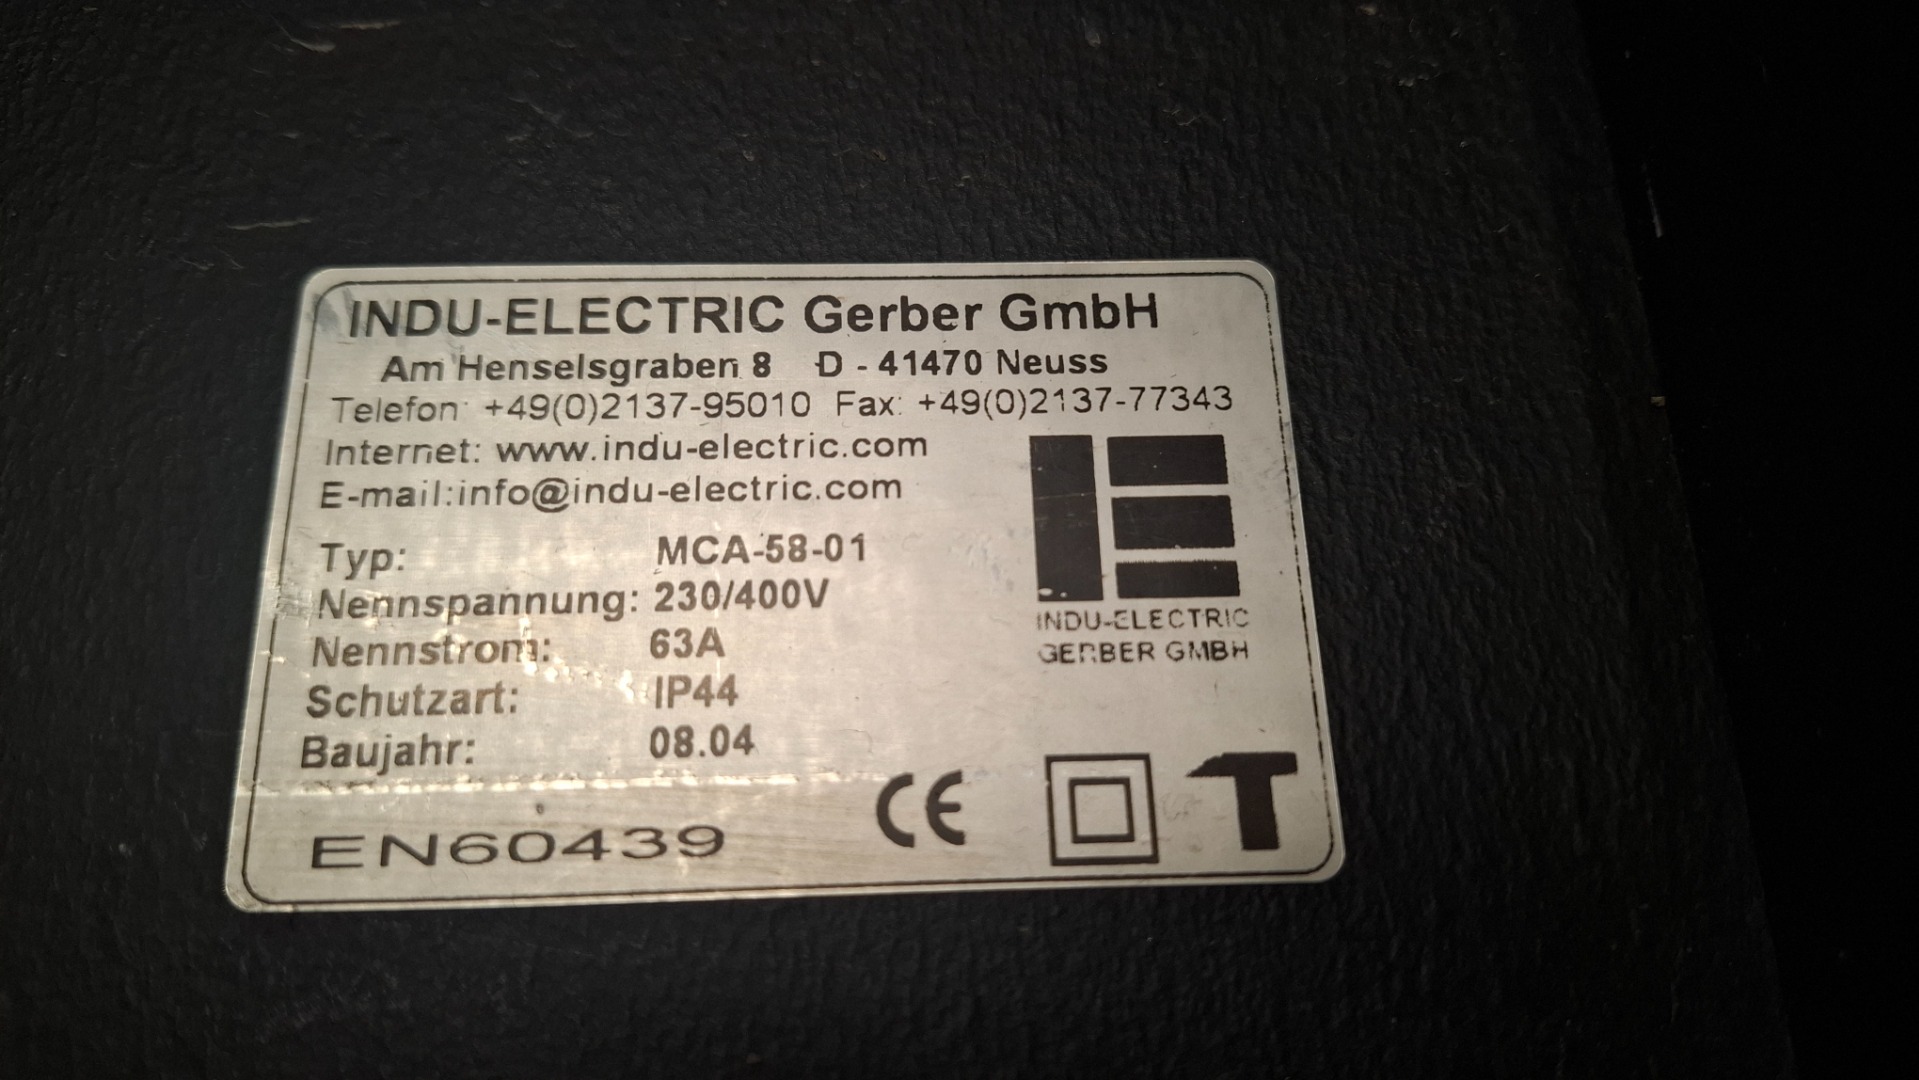 INDU-ELECTRIC Gerber GmbH
Am Henselsgraben 8 D - 41470 Neuss
Telefon: +49(0)2137-95010 Fax: +49(0)2137-77343
Internet: www.indu-electric.com
E-mail:info@indu-electric.com
Typ: MCA-58-01
Nennspannung: 230/400V
Nennstrom: 63A
Schutzart: IP44
Baujahr: 08.04
INDU-ELECTRIC
GERBER GMBH
EN60439 CE T